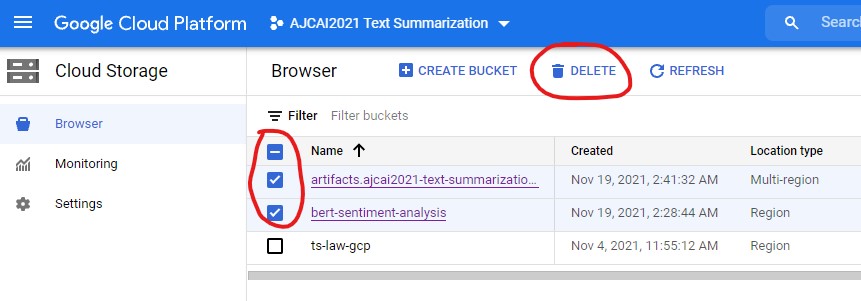 Google Cloud Platform AJCAI2021 Text Summarization Search
Cloud Storage Browser CREATE BUCKET DELETE REFRESH
Browser
Monitoring
Settings
Filter Filter buckets
Name Created Location type
artifacts.ajcai2021-text-summarizatio... Nov 19, 2021, 2:41:32 AM Multi-region
bert-sentiment-analysis Nov 19, 2021, 2:28:44 AM Region
ts-law-gcp Nov 4, 2021, 11:55:12 AM Region